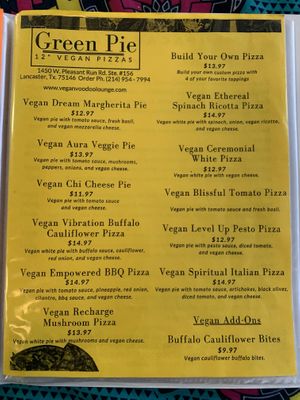 Green Pie
12" VEGAN PIZZAS
1450 W. Pleasant Run Rd. Ste. #156
Lancaster, Tx. 75146 Order Ph. (214) 954 - 7994
www.veganvoodoolounge.com
Vegan Dream Margherita Pie
$12.97
Vegan pie with tomato sauce, fresh basil,
and vegan mozzarella cheese.
Vegan Aura Veggie Pie
$13.97
Vegan pie with tomato sauce, mushrooms,
peppers, onions, and vegan cheese.
Vegan Chi Cheese Pie
$11.97
Vegan pie with tomato sauce
and vegan cheese.
Vegan Vibration Buffalo
Cauliflower Pizza
$14.97
Vegan white pie with buffalo sauce, cauliflower,
red onion, and vegan cheese.
Vegan Empowered BBQ Pizza
$14.97
Vegan pie with tomato sauce, pineapple, red onion,
cilantro, bbq sauce, and vegan cheese.
Vegan Recharge
Mushroom Pizza
$13.97
Vegan white pie with mushrooms and vegan cheese.
Build Your Own Pizza
$13.97
Build your own custom pizza with
4 of your favorite toppings
Vegan Ethereal
Spinach Ricotta Pizza
$14.97
Vegan white pie with spinach, onion, vegan ricotta,
and vegan cheese.
Vegan Ceremonial
White Pizza
$12.97
Vegan white pie with vegan cheese.
Vegan Blissful Tomato Pizza
Vegan pie with tomato sauce and fresh basil.
Vegan Level Up Pesto Pizza
$12.97
Vegan pie with pesto sauce, diced tomato,
and vegan cheese.
Vegan Spiritual Italian Pizza
$14.97
Vegan pie with tomato sauce, artichokes, black olives,
diced tomato, and vegan cheese.
Vegan Add-Ons
Buffalo Cauliflower Bites
$9.97
Vegan cauliflower buffalo bites.